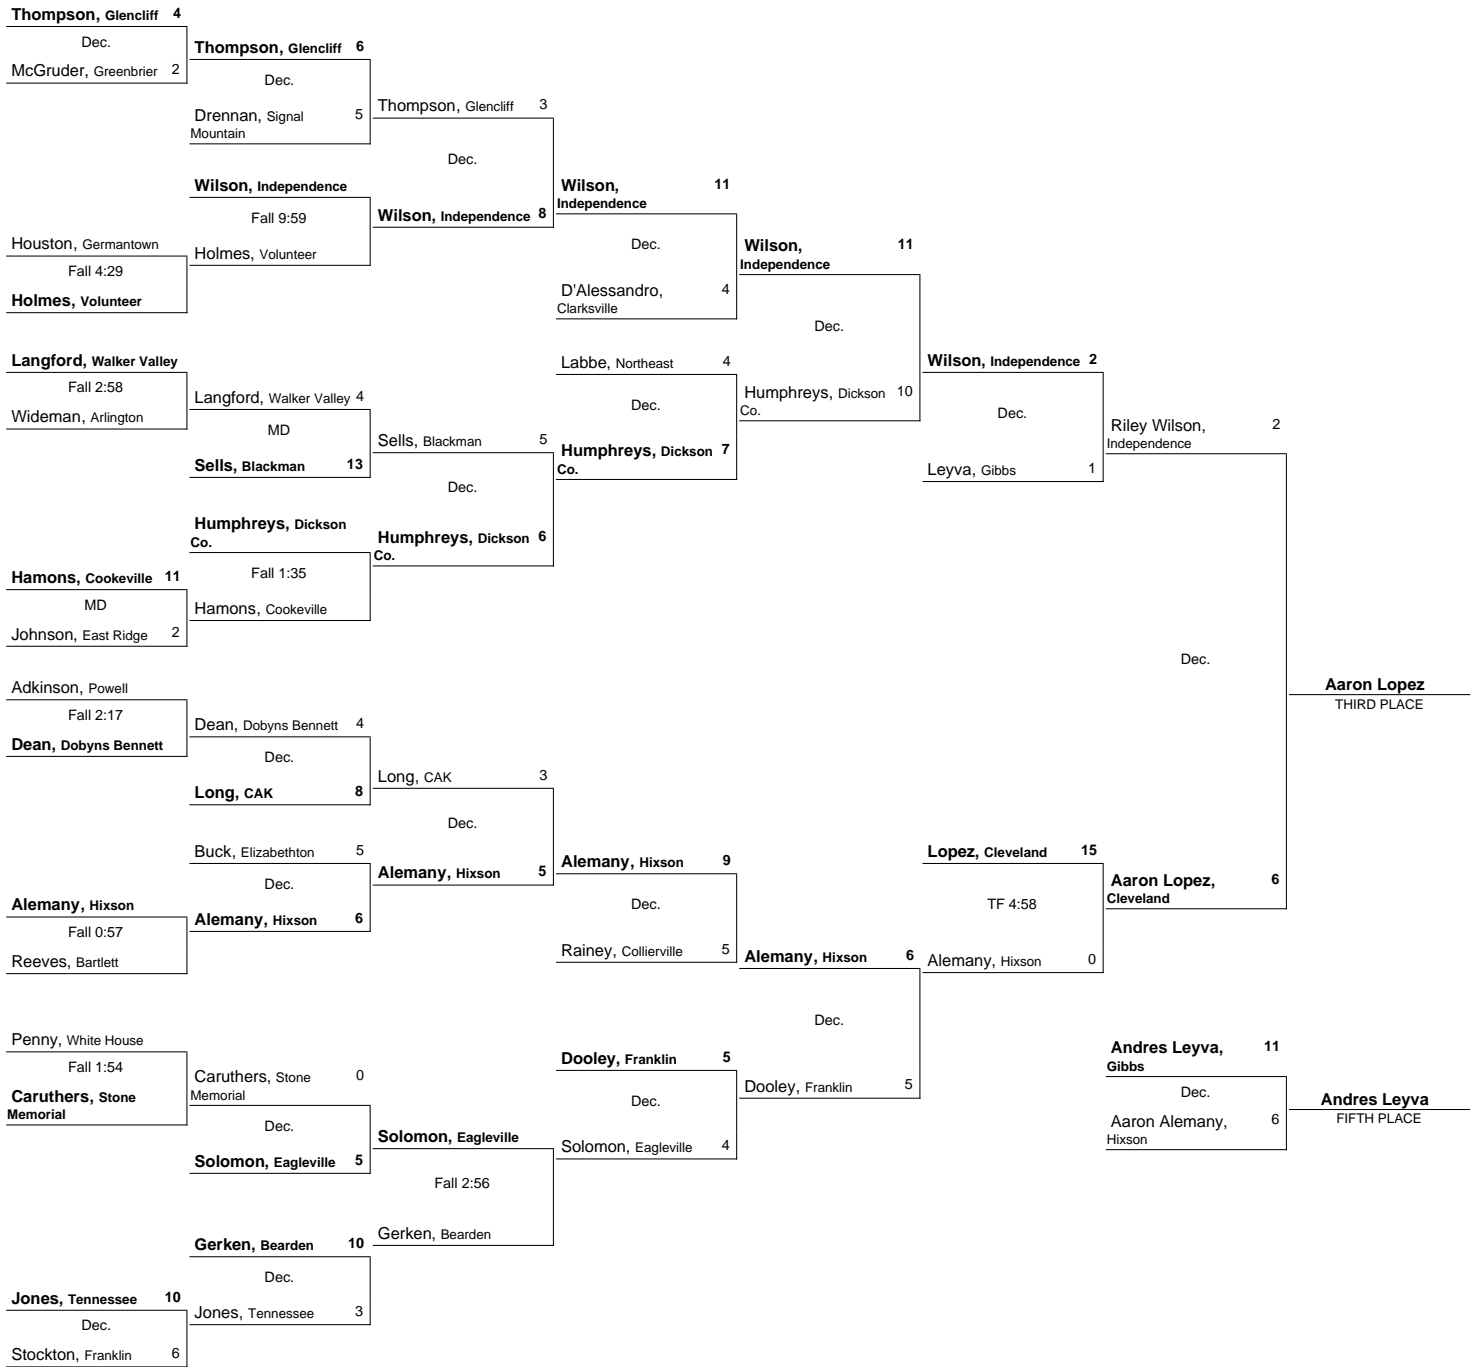 Thompson, Glencliff 4
Dec.
McGruder, Greenbrier 2
Houston, Germantown
Fall 4:29
Holmes, Volunteer
Langford, Walker Valley
Fall 2:58
Wideman, Arlington
Hamons, Cookeville 11
MD
Johnson, East Ridge 2
Adkinson, Powell
Fall 2:17
Dean, Dobyns Bennett
Alemany, Hixson
Fall 0:57
Reeves, Bartlett
Penny, White House
Fall 1:54
Caruthers, Stone
Memorial
Jones, Tennessee 10
Dec.
Stockton, Franklin 6
Thompson, Glencliff 6
Dec.
Drennan, Signal 5
Mountain
Wilson, Independence
Fall 9:59
Holmes, Volunteer
Langford, Walker Valley 4
MD
Sells, Blackman 13
Humphreys, Dickson
Co.
Fall 1:35
Hamons, Cookeville
Dean, Dobyns Bennett 4
Dec.
Long, CAK 8
Buck, Elizabethton 5
Dec.
Alemany, Hixson 6
Caruthers, Stone 0
Memorial
Dec.
Solomon, Eagleville 5
Gerken, Bearden 10
Dec.
Jones, Tennessee 3
Thompson, Glencliff 3
Dec.
Wilson, Independence 8
Sells, Blackman 5
Dec.
Humphreys, Dickson 6
Co.
Long, CAK 3
Dec.
Alemany, Hixson 5
Solomon, Eagleville
Fall 2:56
Gerken, Bearden
Wilson, 11
Independence
Dec.
D'Alessandro, 4
Clarksville
Labbe, Northeast 4
Dec.
Humphreys, Dickson 7
Co.
Alemany, Hixson 9
Dec.
Rainey, Collierville 5
Dooley, Franklin 5
Dec.
Solomon, Eagleville 4
Wilson, 11
Independence
Dec.
Humphreys, Dickson 10
Co.
Alemany, Hixson 6
Dec.
Dooley, Franklin 5
Wilson, Independence 2
Dec.
Leyva, Gibbs 1
Lopez, Cleveland 15
TF 4:58
Alemany, Hixson 0
Riley Wilson, 2
Independence
Dec.
Aaron Lopez, 6
Cleveland
Aaron Lopez
THIRD PLACE
Andres Leyva, 11
Gibbs
Dec.
Aaron Alemany, 6
Hixson
Andres Leyva
FIFTH PLACE